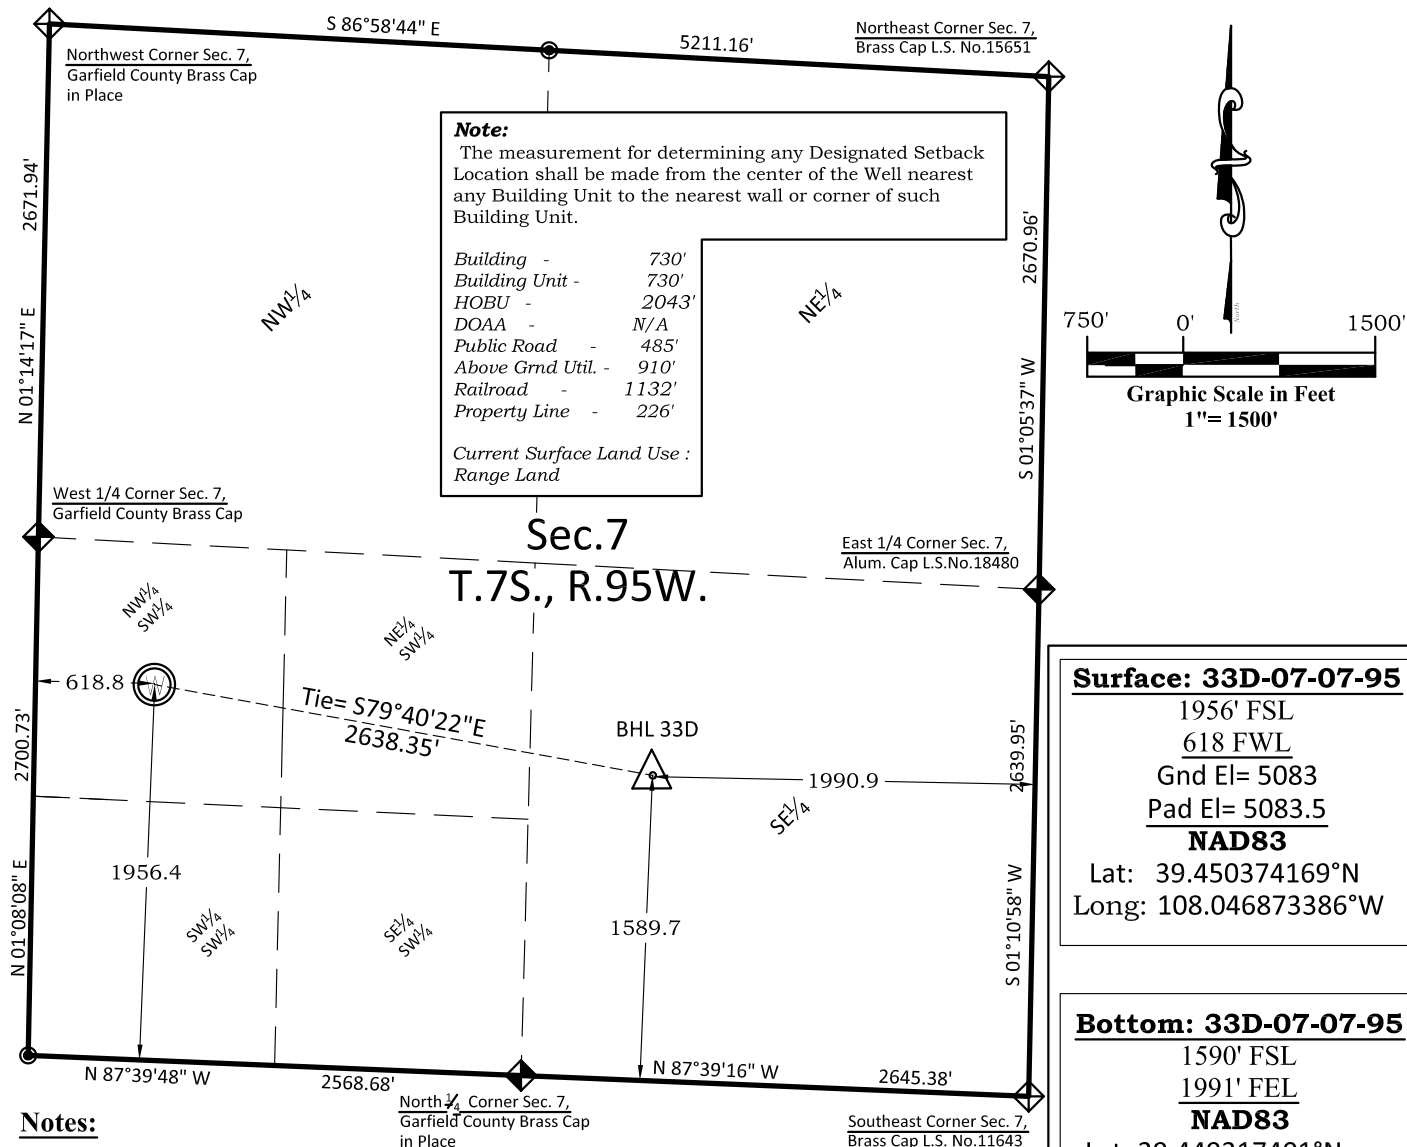 S 86°58'44" E
5211.16'
Northeast Corner Sec. 7,
Brass Cap L.S. No.15651
Northwest Corner Sec. 7,
Garfield County Brass Cap
in Place
Note:
The measurement for determining any Designated Setback
Location shall be made from the center of the Well nearest
any Building Unit to the nearest wall or corner of such
Building Unit.
Building - 730'
Building Unit - 730'
HOBU - 2043'
DOAA - N/A
Public Road - 485'
Above Grnd Util. - 910'
Railroad - 1132'
Property Line - 226'
Current Surface Land Use :
Range Land
2671.94'
N 01°14'17" E
NW¼
NE¼
2670.96'
S 01°05'37" W
North
750' 0' 1500'
Graphic Scale in Feet
1"= 1500'
West 1/4 Corner Sec. 7,
Garfield County Brass Cap
Sec.7
T.7S., R.95W.
East 1/4 Corner Sec. 7,
Alum. Cap L.S.No.18480
NW¼
SW¼
NE¼
SW¼
618.8
Tie= S79°40'22"E
2638.35'
BHL 33D
1990.9
SE¼
2700.73'
N 01°08'08" E
2639.95'
S 01°10'58" W
1956.4
1589.7
SW¼
SW¼
SE¼
SW¼
Surface: 33D-07-07-95
1956' FSL
618 FWL
Gnd El= 5083
Pad El= 5083.5
NAD83
Lat: 39.450374169°N
Long: 108.046873386°W
Bottom: 33D-07-07-95
1590' FSL
1991' FEL
NAD83
N 87°39'48" W
2568.68'
N 87°39'16" W
2645.38'
North ¼ Corner Sec. 7,
Garfield County Brass Cap
in Place
Southeast Corner Sec. 7,
Brass Cap L.S. No.11643
Notes: